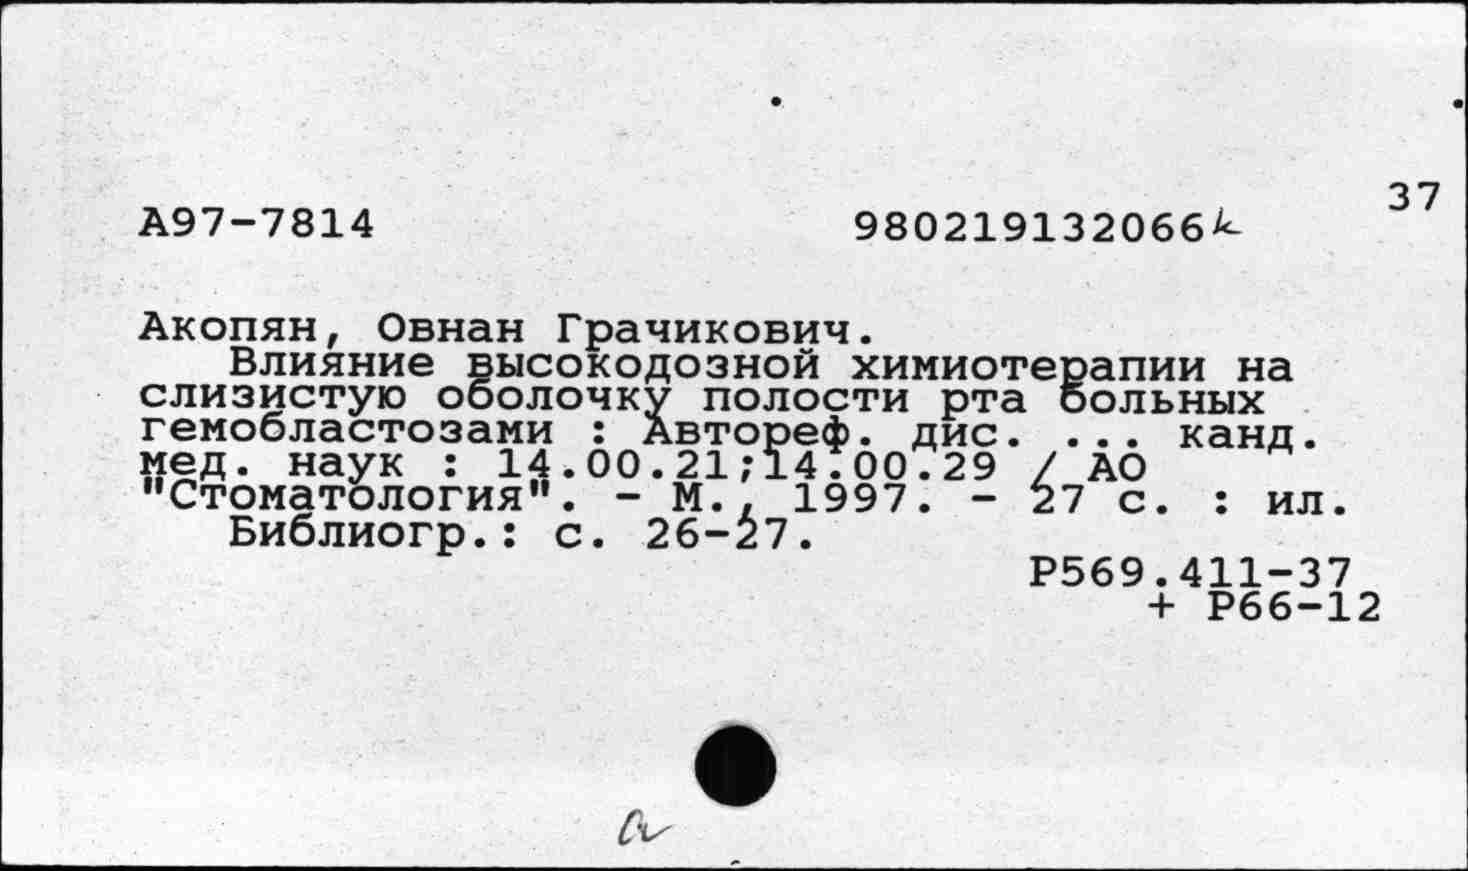 37
А97-7814 980219132066к
Акопян, Овнан Грачикович.
Влияние высокодозной химиотерапии на
слизистую оболочку полости рта больных
гемобластозами : Автореф. дис. ... канд.
мед. наук : 14.00.21;14.00.29 / АО
"Стоматология". - М., 1997. - 27 с. : ил.
Библиогр.: с. 26-27.
Р569.411-37
+ Р66-12